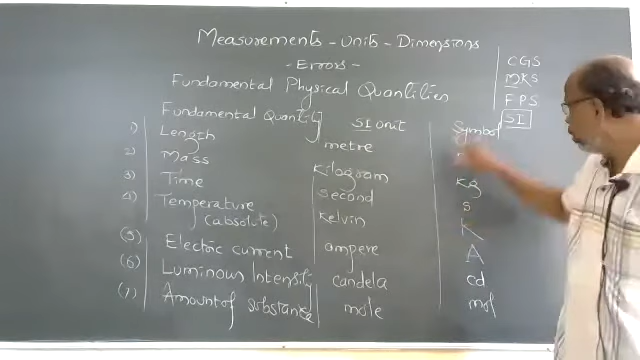 Measurements - Units - Dimensions
- Errors -
Fundamental Physical Quantities
CGS
MKS
FPS
SI
Fundamental Quantity SI Unit Symbol
1) Length metre
2) Mass Kilogram kg
3) Time Second s
4) Temperature (absolute) Kelvin K
(5) Electric current ampere A
(6) Luminous Intensity candela cd
(7) Amount of substance mole mol